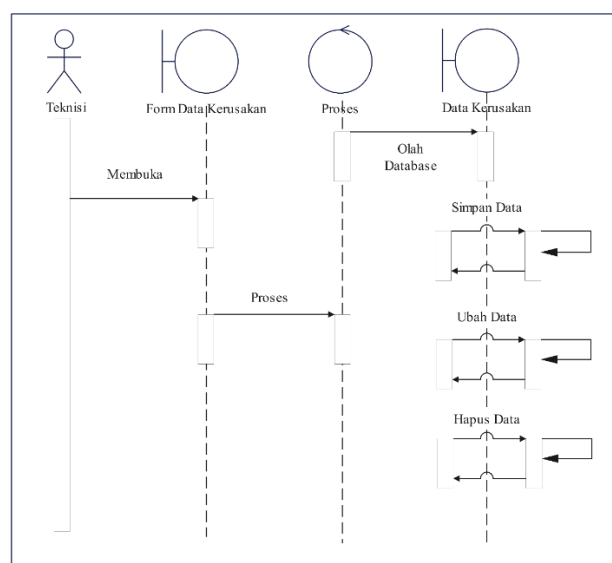 Teknisi
Form Data Kerusakan
Proses
Data Kerusakan
Olah
Database
Membuka
Simpan Data
Proses
Ubah Data
Hapus Data